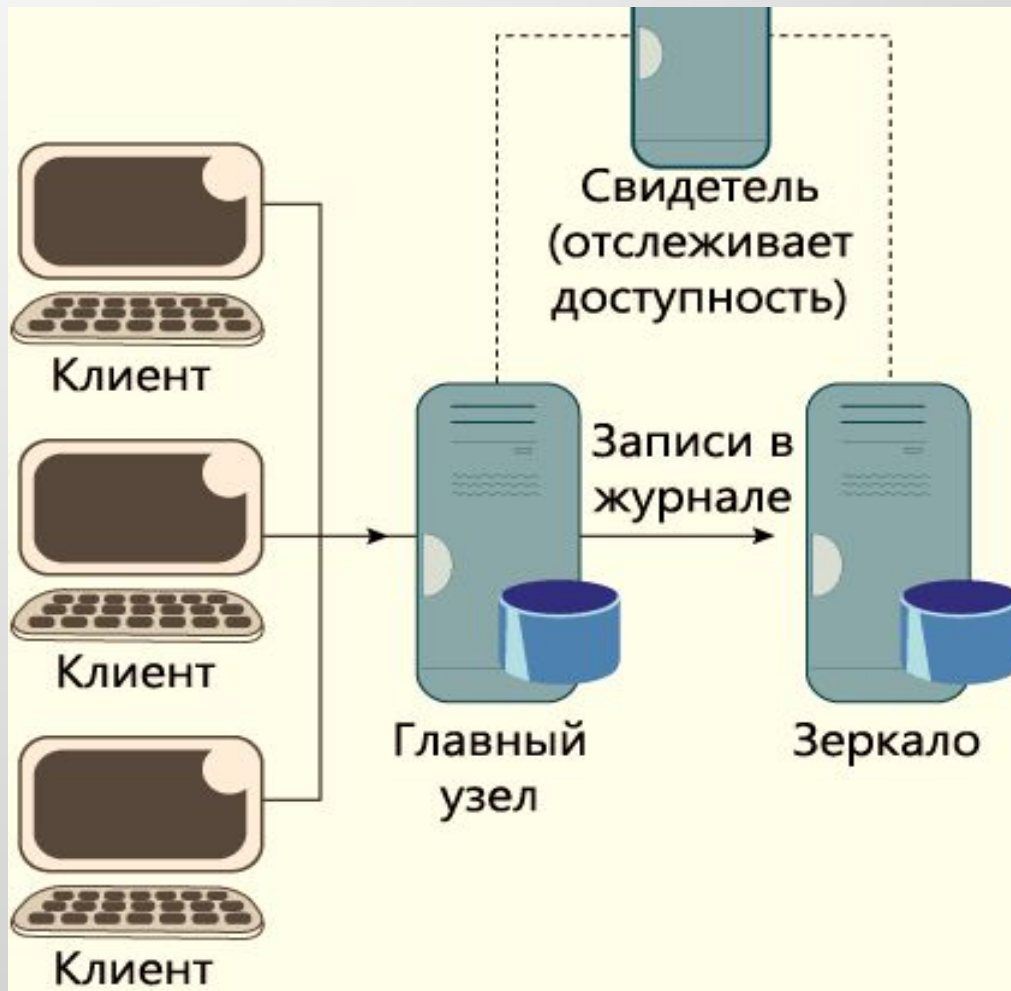 Свидетель
(отслеживает
доступность)
Клиент
Записи в
журнале
Клиент
Главный
узел
Зеркало
Клиент